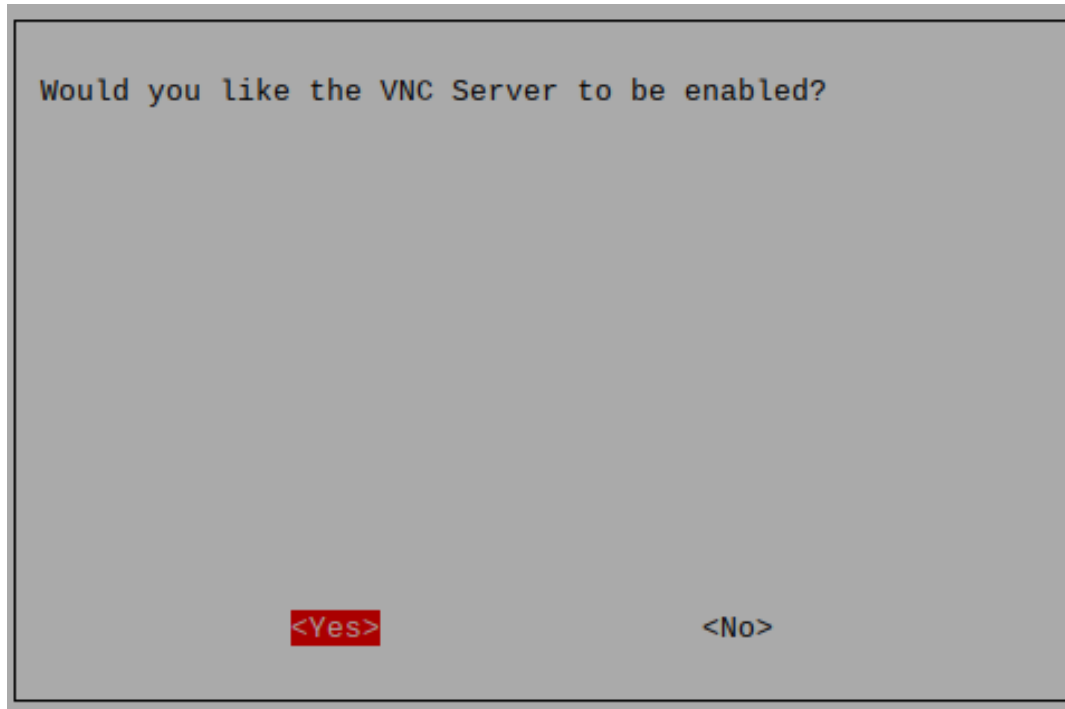 Would you like the VNC Server to be enabled?
<Yes> <No>